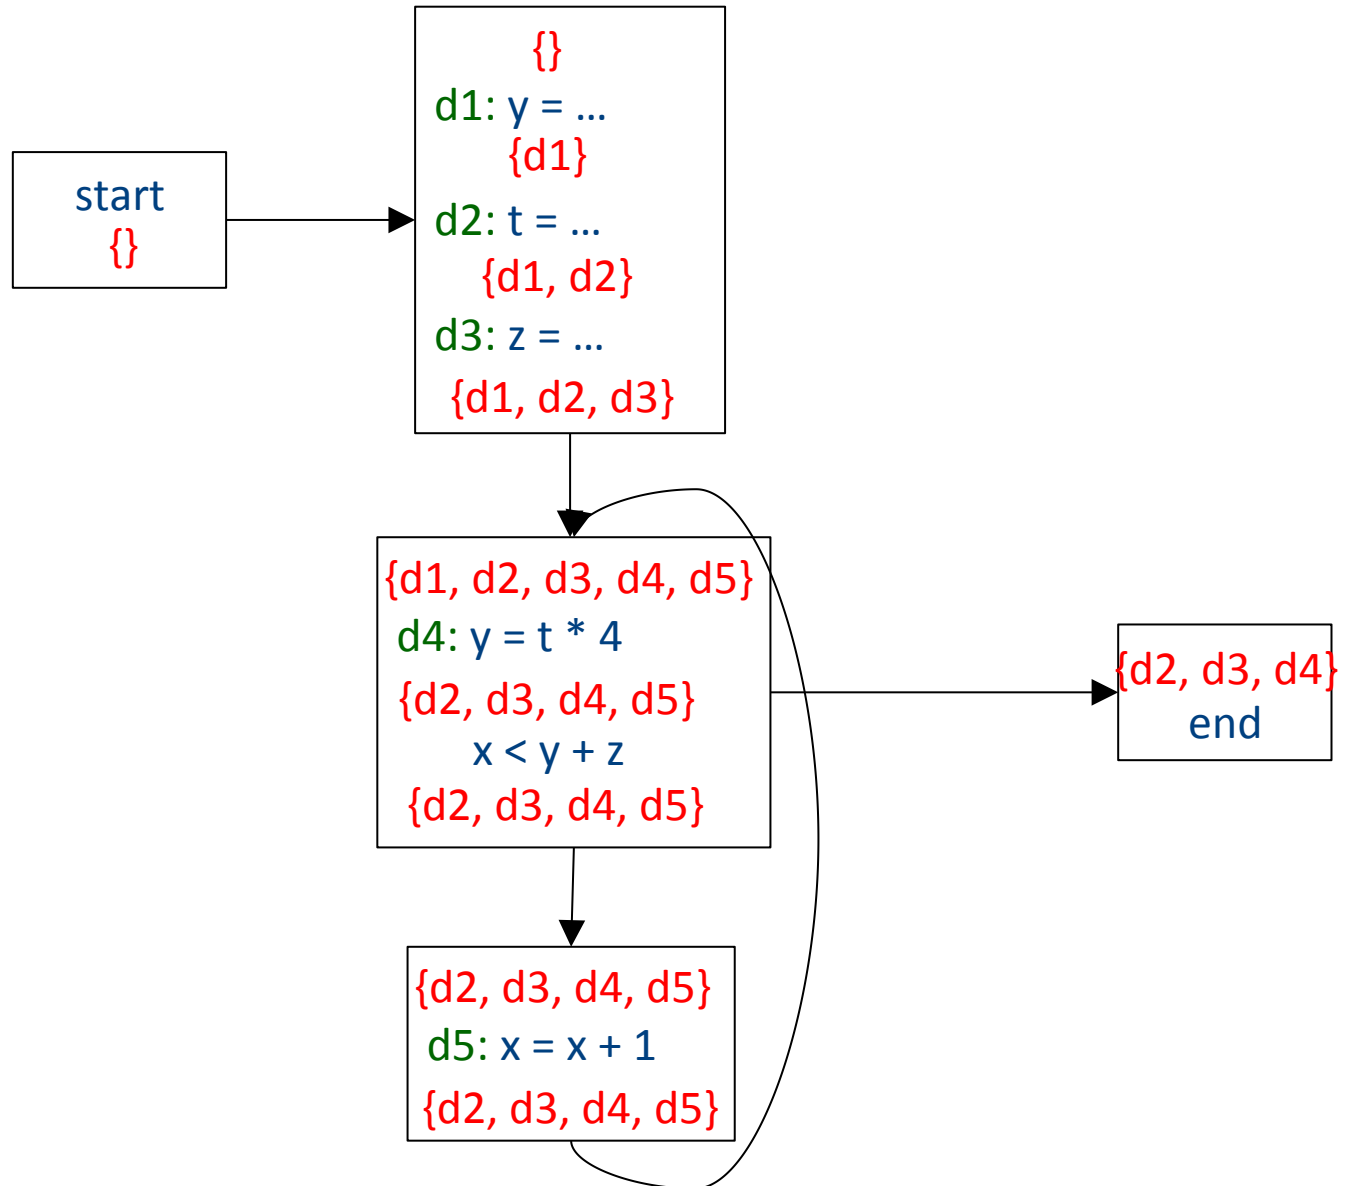 start
{}
{}
d1: y = ...
{d1}
d2: t = ...
{d1, d2}
d3: z = ...
{d1, d2, d3}
{d1, d2, d3, d4, d5}
d4: y = t * 4
{d2, d3, d4, d5}
x < y + z
{d2, d3, d4, d5}
{d2, d3, d4}
end
{d2, d3, d4, d5}
d5: x = x + 1
{d2, d3, d4, d5}